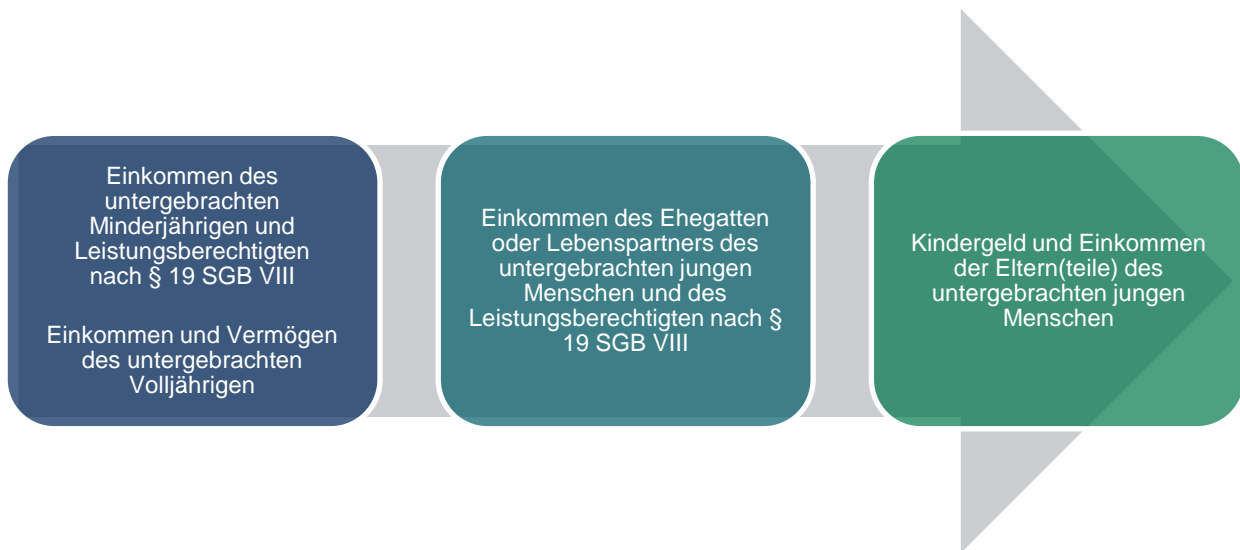 Einkommen des
untergebrachten
Minderjährigen und
Leistungsberechtigten
nach § 19 SGB VIII
Einkommen und Vermögen
des untergebrachten
Volljährigen
Einkommen des Ehegatten
oder Lebenspartners des
untergebrachten jungen
Menschen und des
Leistungsberechtigten nach §
19 SGB VIII
Kindergeld und Einkommen
der Eltern(teile) des
untergebrachten jungen
Menschen